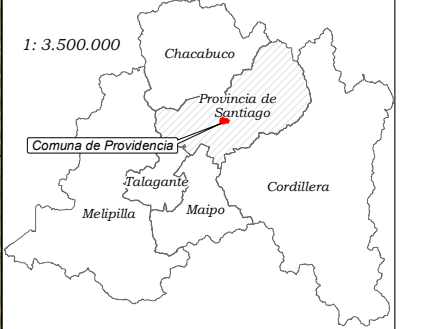 1: 3.500.000
Chacabuco
Provincia de
Santiago
Comuna de Providencia
Talagante
Cordillera
Melipilla
Maipo